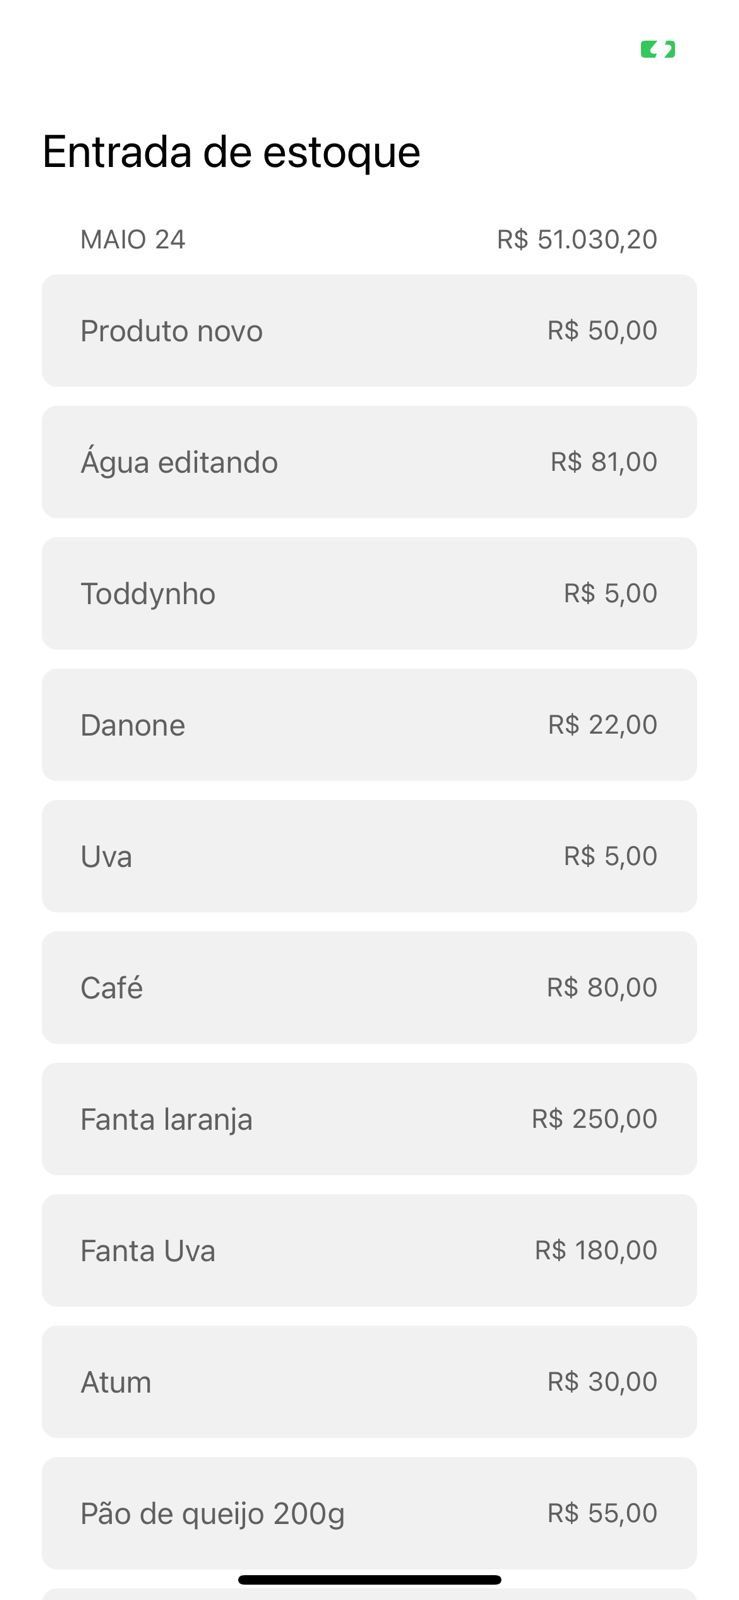 Entrada de estoque
MAIO 24 R$ 51.030,20
Produto novo R$ 50,00
Água editando R$ 81,00
Toddynho R$ 5,00
Danone R$ 22,00
Uva R$ 5,00
Café R$ 80,00
Fanta laranja R$ 250,00
Fanta Uva R$ 180,00
Atum R$ 30,00
Pão de queijo 200g R$ 55,00